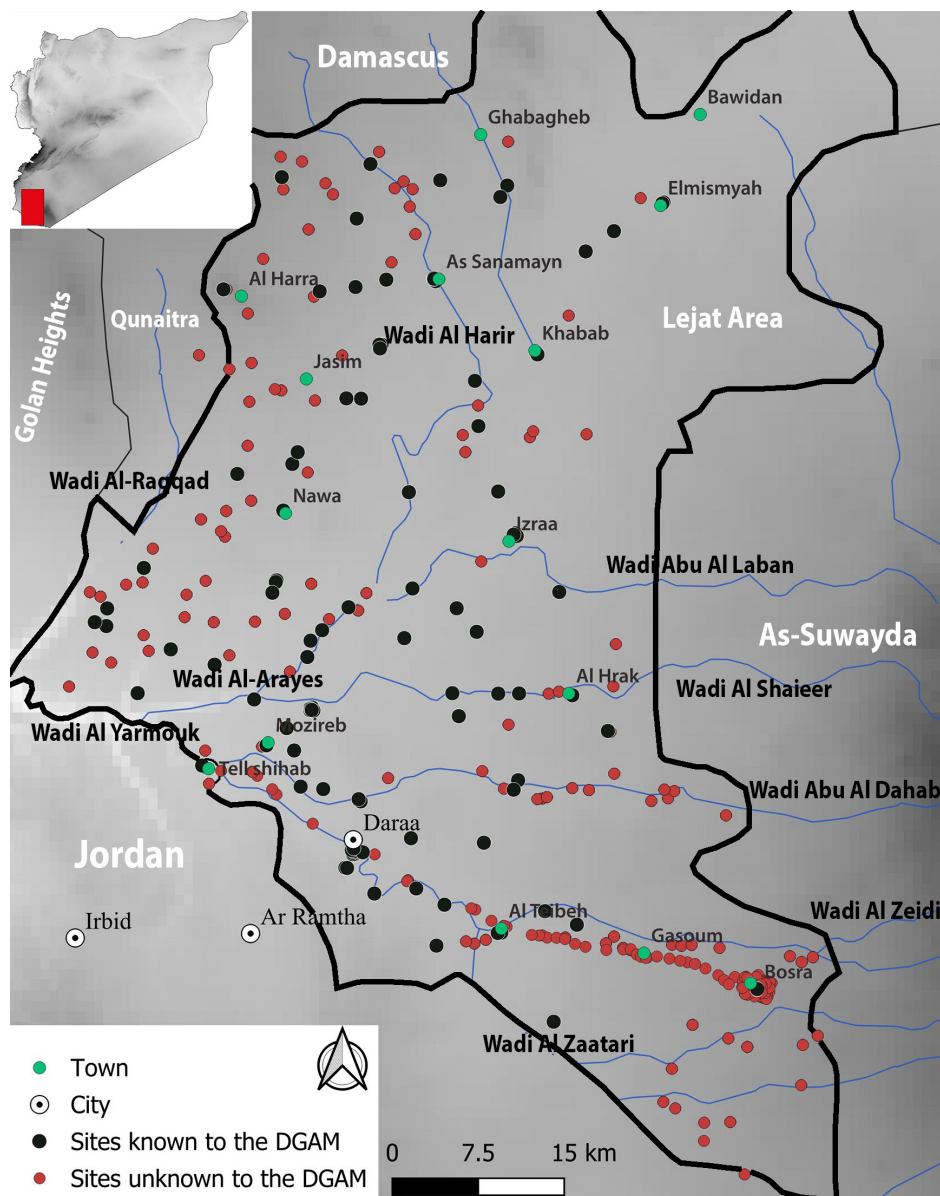 Damascus
Bawidan
Ghabagheb
Elmismyah
As Sanamayn
Al Harra
Golan Heights
Qunaitra
Wadi Al Harir
Khabab
Lejat Area
Jasim
Wadi Al-Raqqad
Nawa
Izraa
Wadi Abu Al Laban
As-Suwayda
Wadi Al-Arayes
Al Hrak
Wadi Al Shaieer
Wadi Al Yarmouk
Mozireb
Tell shihab
Wadi Abu Al Dahab
Daraa
Jordan
Irbid
Ar Ramtha
Al Taibeh
Wadi Al Zeidi
Gasoum
Bosra
Wadi Al Zaatari
Town
City
Sites known to the DGAM
Sites unknown to the DGAM
0 7.5 15 km